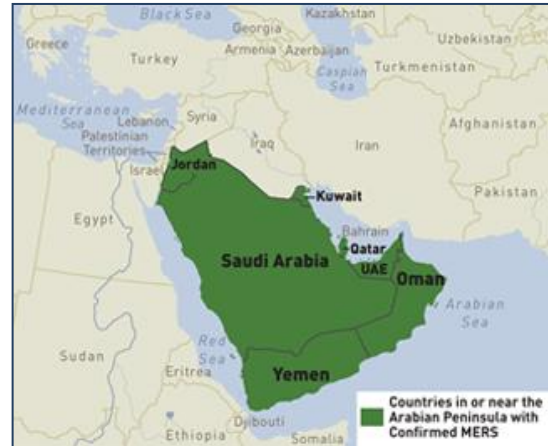 Black Sea
Kazakhstan
Georgia
Greece
Turkey
Armenia
Azerbaijan
Uzbekistan
Caspian
Sea
Turkmenistan
Mediterranean
Sea
Lebanon
Syria
Palestinian
Territories
Israel
Iraq
Iran
Afghanistan
Jordan
Kuwait
Pakistan
Egypt
Bahrain
Qatar
Saudi Arabia
UAE
Oman
Arabian
Sea
Red
Sea
Sudan
Eritrea
Yemen
Djibouti
Ethiopia
Somalia
Countries in or near the
Arabian Peninsula with
Confirmed MERS